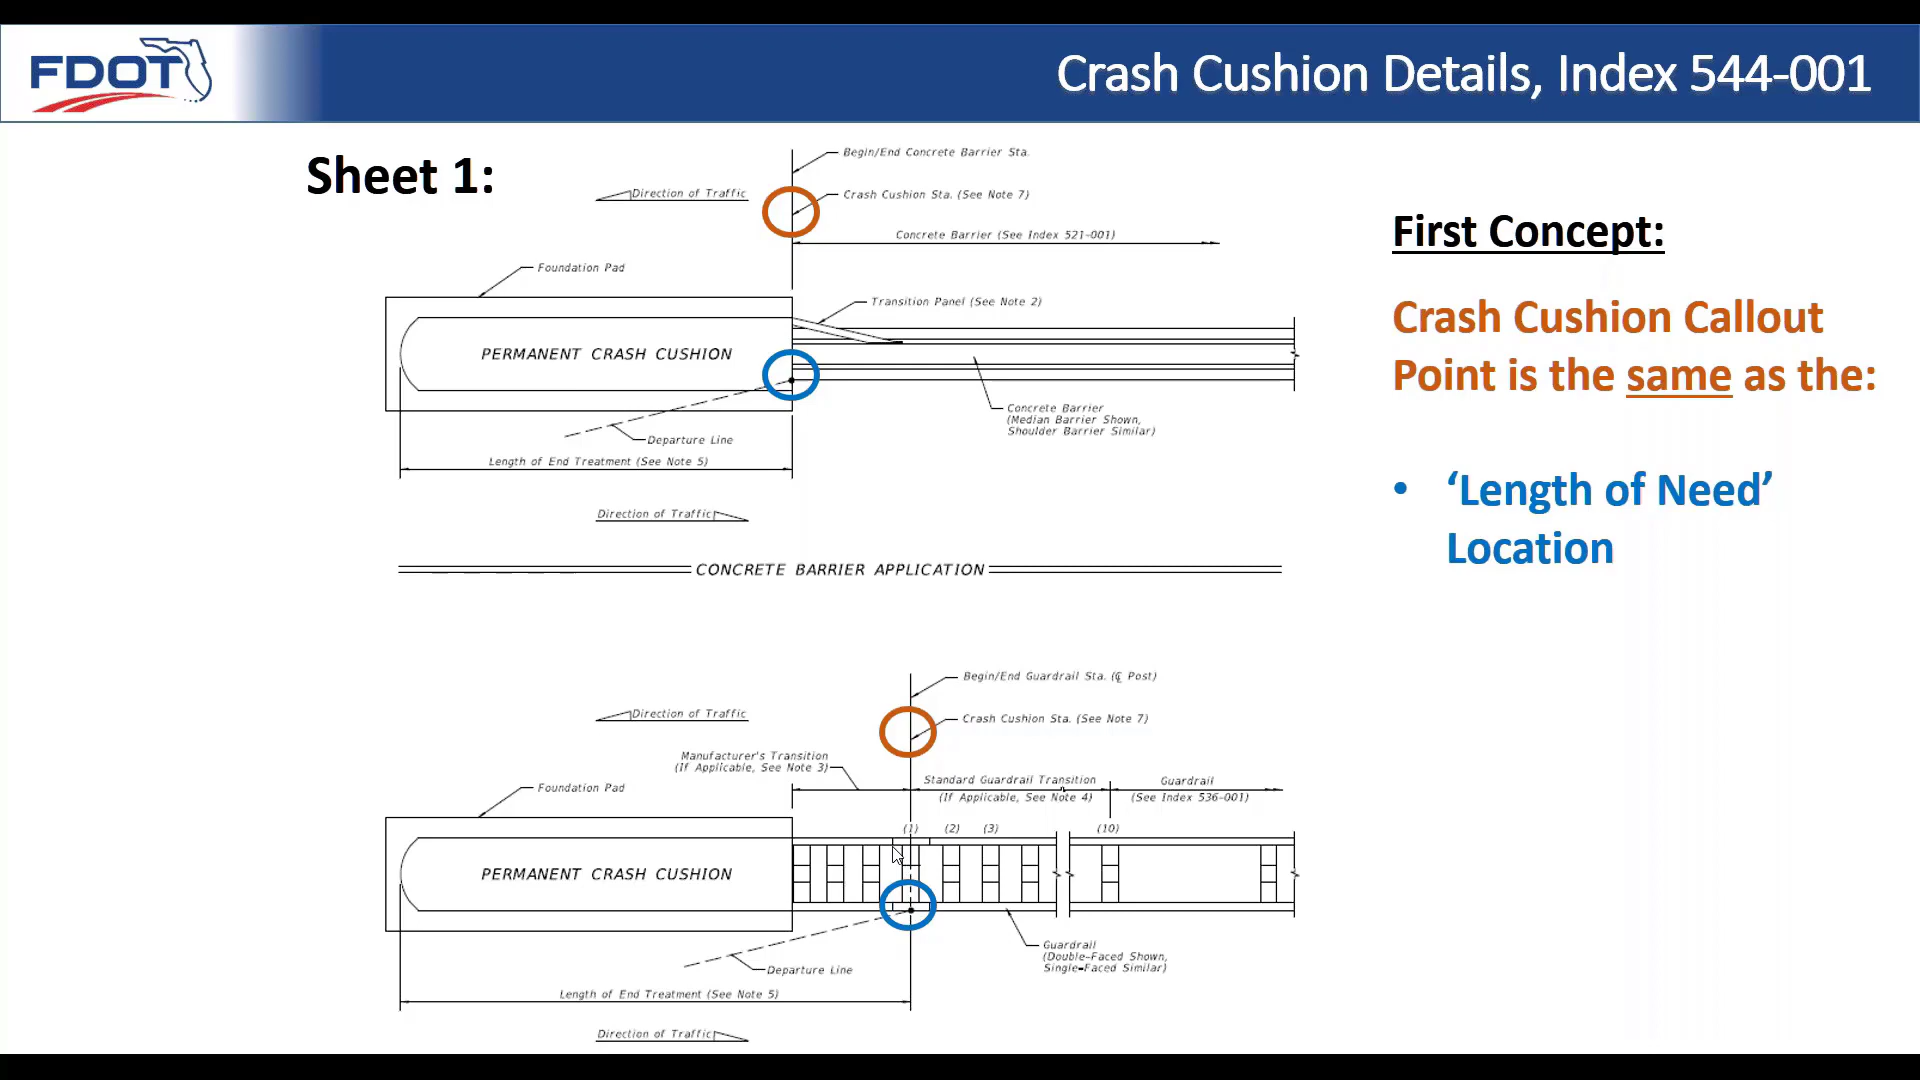 FDOT
Crash Cushion Details, Index 544-001
Sheet 1:
Begin/End Concrete Barrier Sta.
Direction of Traffic
Crash Cushion Sta. (See Note 7)
Concrete Barrier (See Index 521-001)
Foundation Pad
Transition Panel (See Note 2)
PERMANENT CRASH CUSHION
Concrete Barrier
(Median Barrier Shown,
Shoulder Barrier Similar)
Departure Line
Length of End Treatment (See Note 5)
Direction of Traffic
CONCRETE BARRIER APPLICATION
Begin/End Guardrail Sta. (℄ Post)
Direction of Traffic
Crash Cushion Sta. (See Note 7)
Manufacturer's Transition
(If Applicable, See Note 3)
Standard Guardrail Transition
(If Applicable, See Note 4)
Guardrail
(See Index 536-001)
Foundation Pad
(1) (2) (3) (10)
PERMANENT CRASH CUSHION
Guardrail
(Double-Faced Shown,
Single-Faced Similar)
Departure Line
Length of End Treatment (See Note 5)
Direction of Traffic
First Concept:
Crash Cushion Callout
Point is the same as the:
• ‘Length of Need’
Location